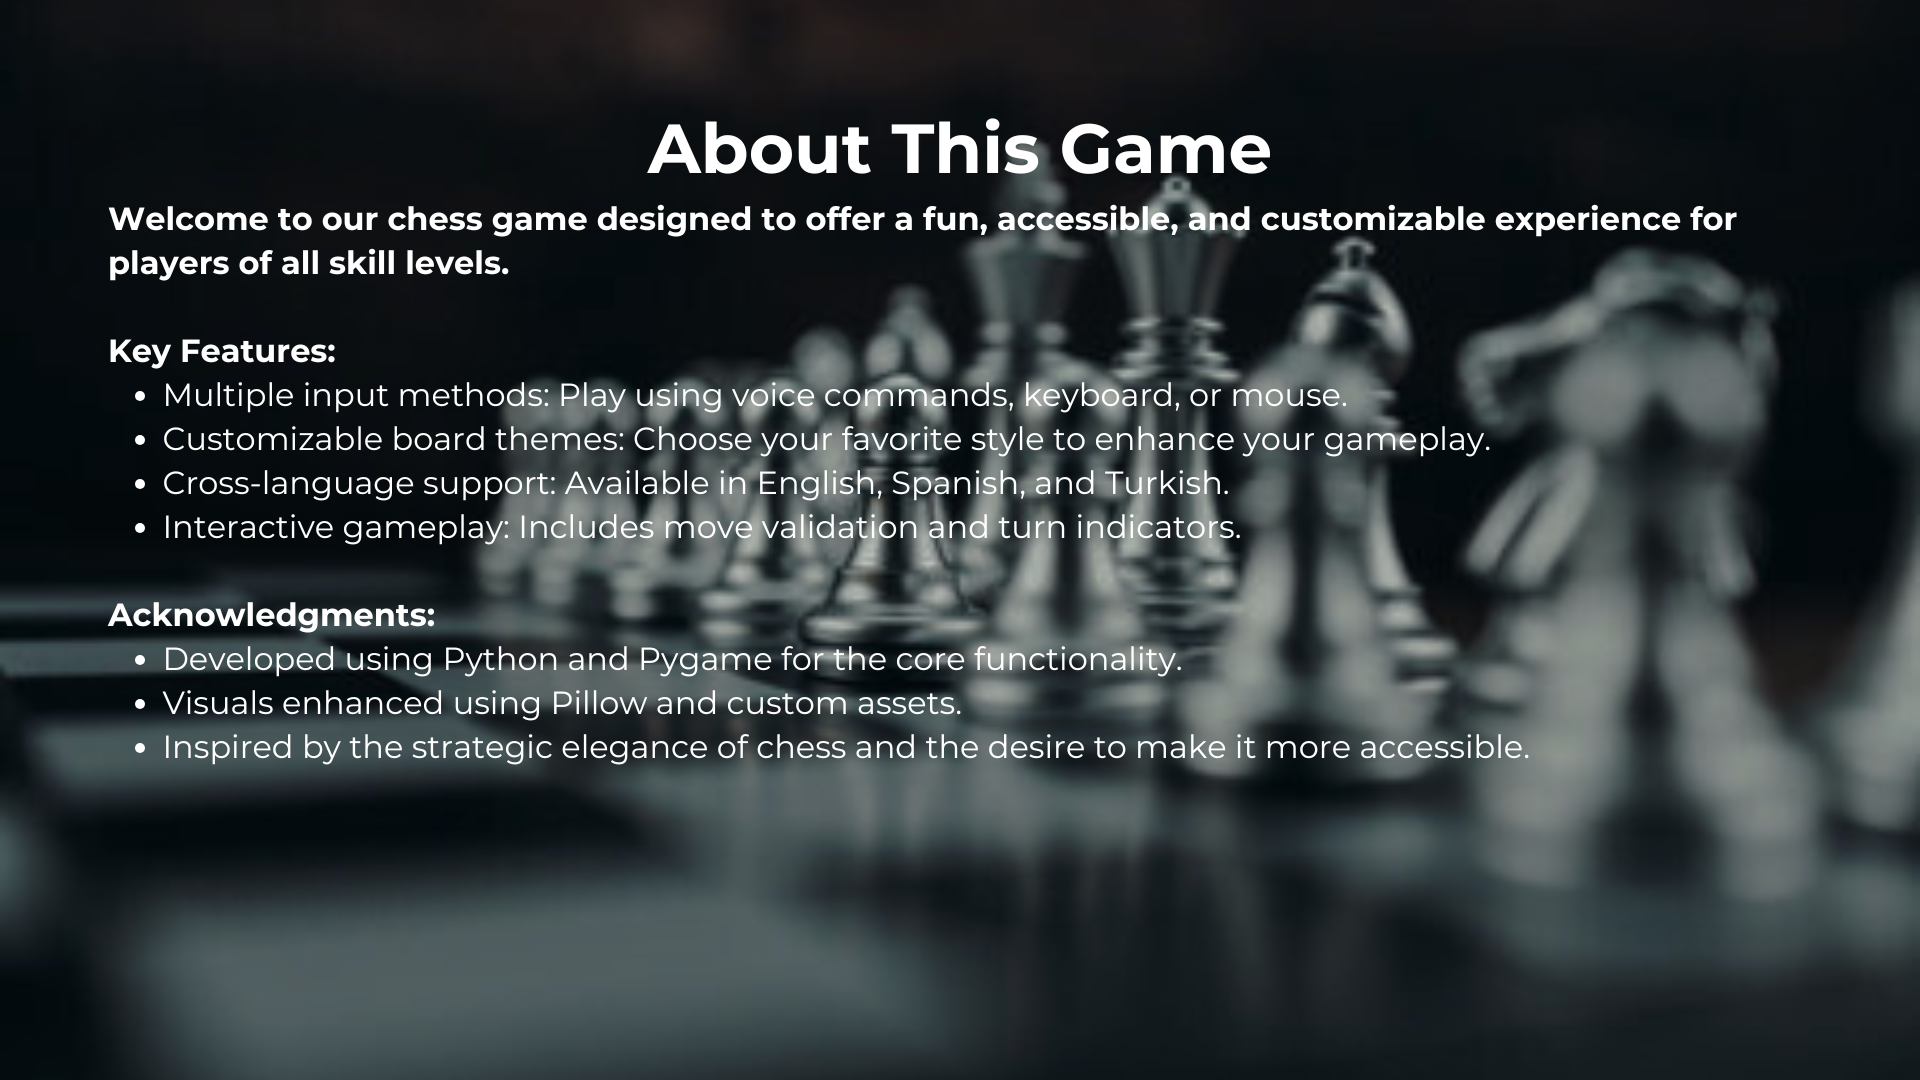 About This Game
Welcome to our chess game designed to offer a fun, accessible, and customizable experience for
players of all skill levels.
Key Features:
• Multiple input methods: Play using voice commands, keyboard, or mouse.
• Customizable board themes: Choose your favorite style to enhance your gameplay.
• Cross-language support: Available in English, Spanish, and Turkish.
• Interactive gameplay: Includes move validation and turn indicators.
Acknowledgments:
• Developed using Python and Pygame for the core functionality.
• Visuals enhanced using Pillow and custom assets.
• Inspired by the strategic elegance of chess and the desire to make it more accessible.